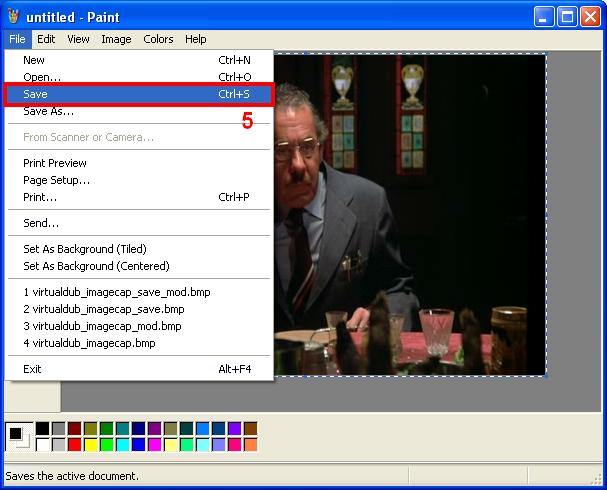 untitled - Paint
File Edit View Image Colors Help
New Ctrl+N
Open... Ctrl+O
Save Ctrl+S
Save As...
5
From Scanner or Camera...
Print Preview
Page Setup...
Print... Ctrl+P
Send...
Set As Background (Tiled)
Set As Background (Centered)
1 virtualdub_imagecap_save_mod.bmp
2 virtualdub_imagecap_save.bmp
3 virtualdub_imagecap_mod.bmp
4 virtualdub_imagecap.bmp
Exit Alt+F4
Saves the active document.